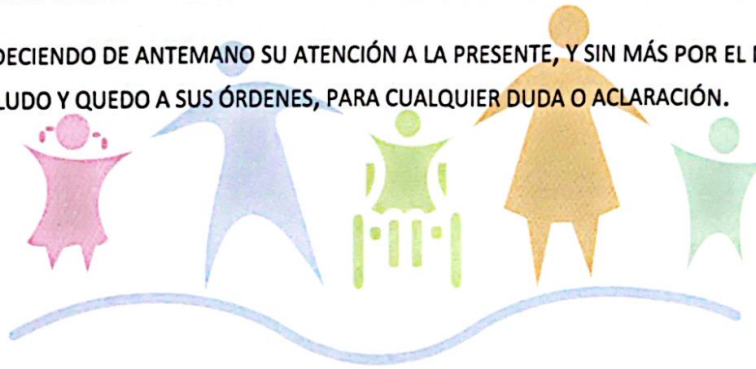 DECIENDO DE ANTEMANO SU ATENCIÓN A LA PRESENTE, Y SIN MÁS POR EL
LUDO Y QUEDO A SUS ÓRDENES, PARA CUALQUIER DUDA O ACLARACIÓN.